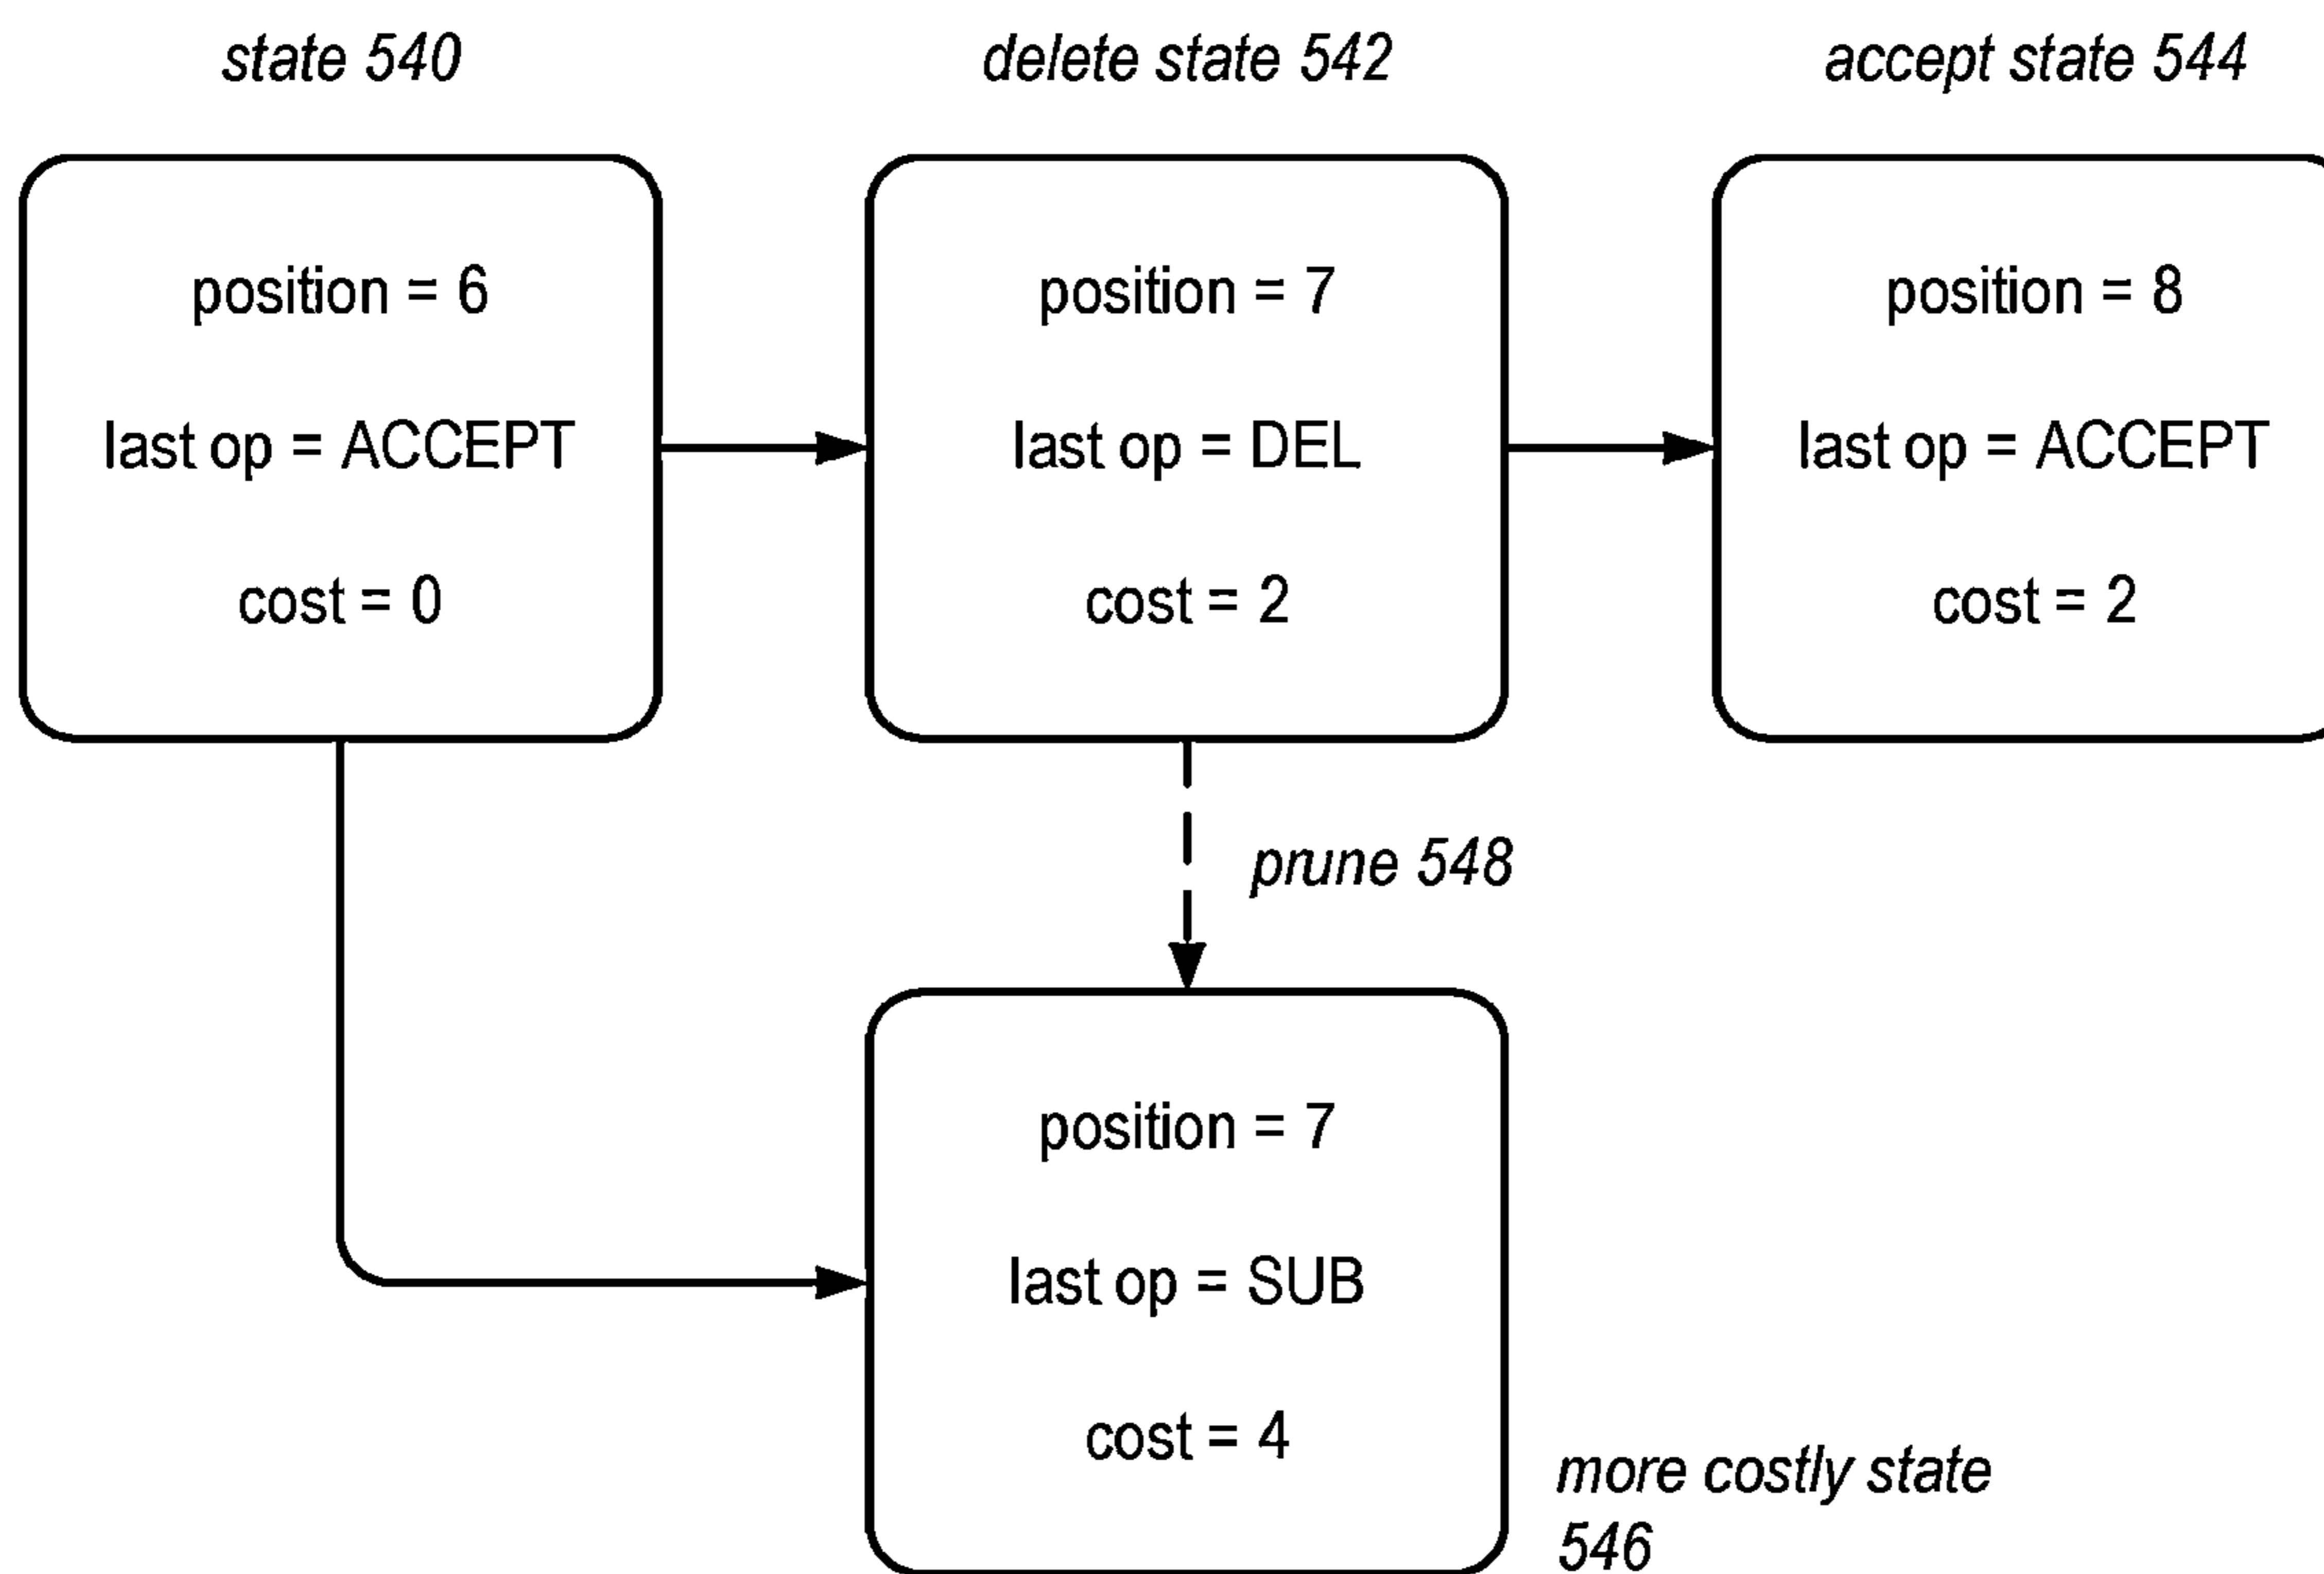 state 540
delete state 542
accept state 544
position = 6
last op = ACCEPT
cost = 0
position = 7
last op = DEL
cost = 2
position = 8
last op = ACCEPT
cost = 2
prune 548
position = 7
last op = SUB
cost = 4
more costly state
546